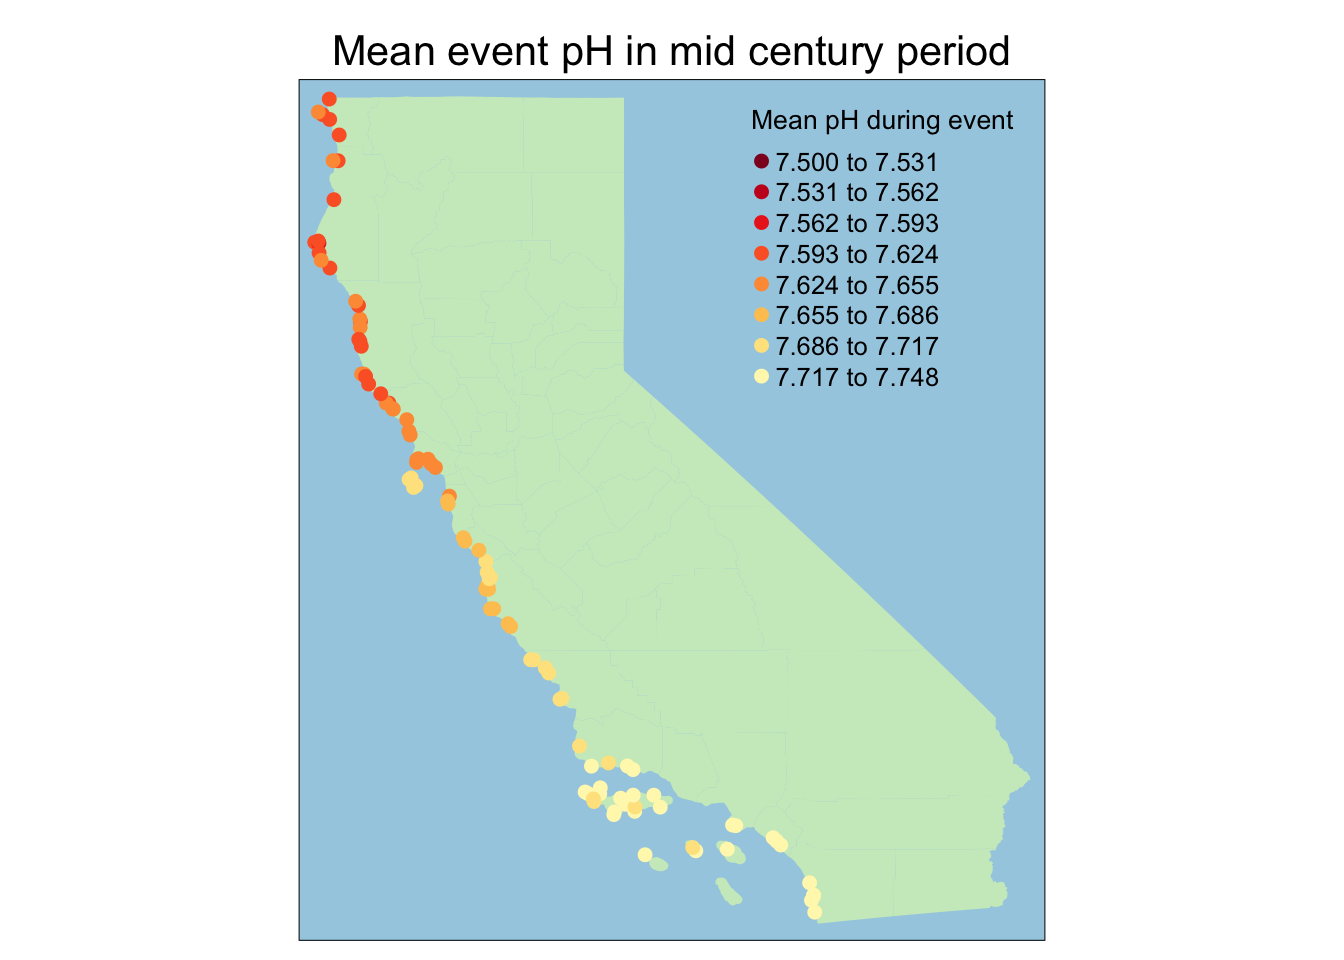 Mean event pH in mid century period
Mean pH during event
7.500 to 7.531
7.531 to 7.562
7.562 to 7.593
7.593 to 7.624
7.624 to 7.655
7.655 to 7.686
7.686 to 7.717
7.717 to 7.748